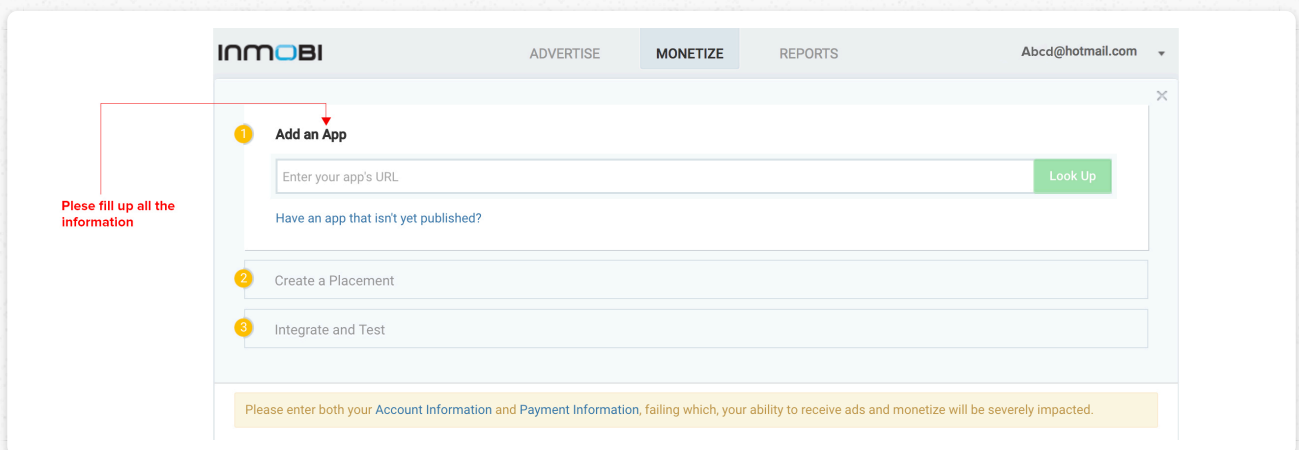 INMOBI
ADVERTISE
MONETIZE
REPORTS
Abcd@hotmail.com
1
Add an App
Enter your app's URL
Look Up
Plese fill up all the
information
Have an app that isn't yet published?
2
Create a Placement
3
Integrate and Test
Please enter both your Account Information and Payment Information, failing which, your ability to receive ads and monetize will be severely impacted.